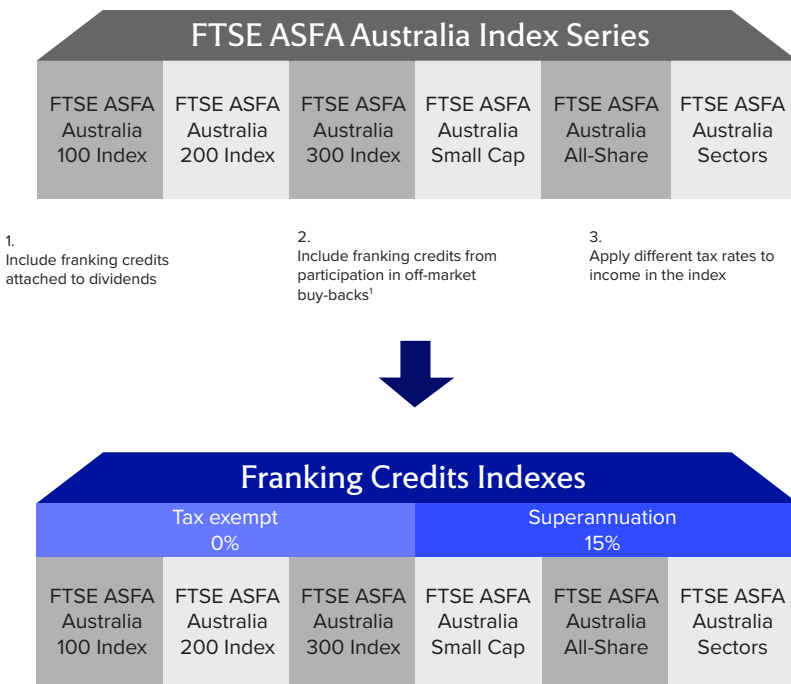 FTSE ASFA Australia Index Series
FTSE ASFA
Australia
100 Index
FTSE ASFA
Australia
200 Index
FTSE ASFA
Australia
300 Index
FTSE ASFA
Australia
Small Cap
FTSE ASFA
Australia
All-Share
FTSE ASFA
Australia
Sectors
1.
Include franking credits
attached to dividends
2.
Include franking credits from
participation in off-market
buy-backs¹
3.
Apply different tax rates to
income in the index
Franking Credits Indexes
Tax exempt
0%
Superannuation
15%
FTSE ASFA
Australia
100 Index
FTSE ASFA
Australia
200 Index
FTSE ASFA
Australia
300 Index
FTSE ASFA
Australia
Small Cap
FTSE ASFA
Australia
All-Share
FTSE ASFA
Australia
Sectors